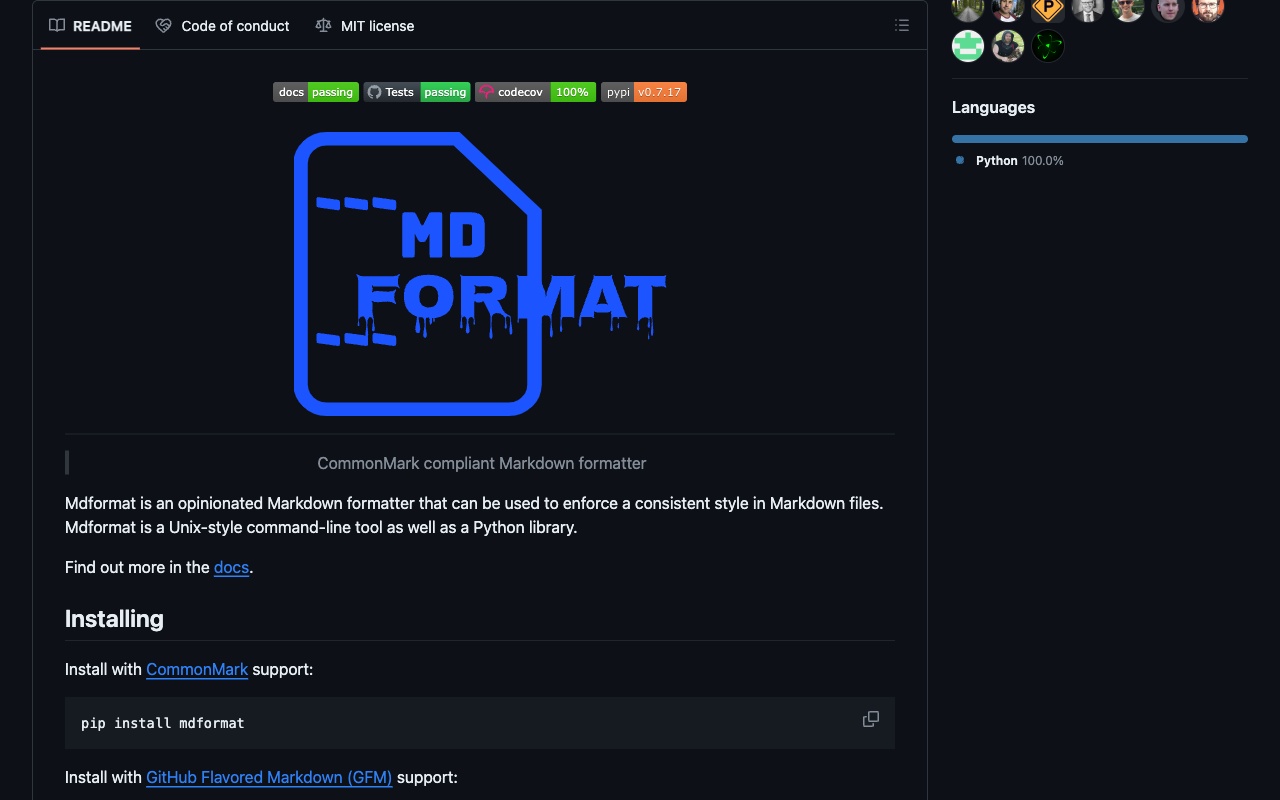 README Code of conduct MIT license
docs passing Tests passing codecov 100% pypi v0.7.17
MD
FORMAT
CommonMark compliant Markdown formatter
Mdformat is an opinionated Markdown formatter that can be used to enforce a consistent style in Markdown files.
Mdformat is a Unix-style command-line tool as well as a Python library.
Find out more in the docs.
Installing
Install with CommonMark support:
pip install mdformat
Install with GitHub Flavored Markdown (GFM) support:
P
Languages
Python 100.0%